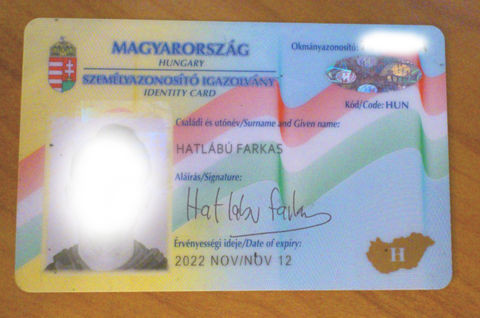 MAGYARORSZÁG
HUNGARY
SZEMÉLYAZONOSÍTÓ IGAZOLVÁNY
IDENTITY CARD
Okmányazonosító:
H
Kód/Code: HUN
Családi és utónév/Surname and Given name:
HATLÁBÚ FARKAS
Aláírás/Signature:
Hatlábú Farkas
Érvényességi ideje/Date of expiry:
2022 NOV/NOV 12
H